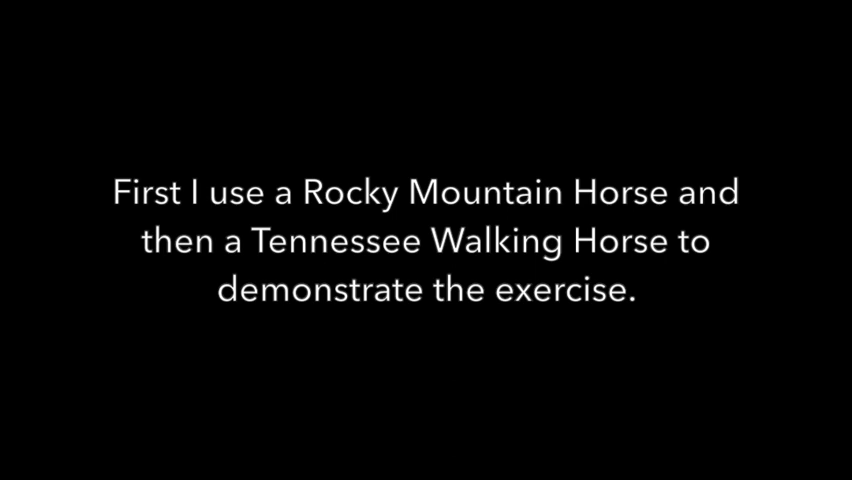 First I use a Rocky Mountain Horse and
then a Tennessee Walking Horse to
demonstrate the exercise.